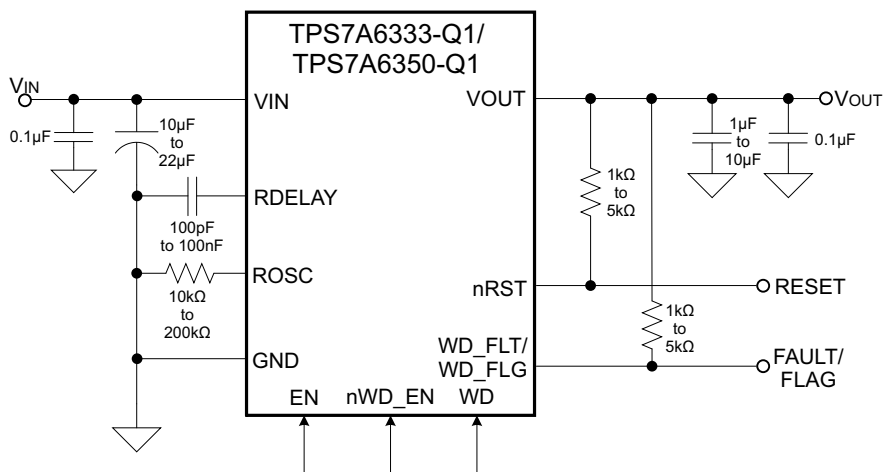 TPS7A6333-Q1/
TPS7A6350-Q1
VIN
VIN
VOUT
VOUT
0.1µF
10µF
to
22µF
1kΩ
to
5kΩ
1µF
to
10µF
0.1µF
RDELAY
100pF
to 100nF
ROSC
10kΩ
to
200kΩ
nRST
RESET
1kΩ
to
5kΩ
GND
WD_FLT/
WD_FLG
FAULT/
FLAG
EN
nWD_EN
WD